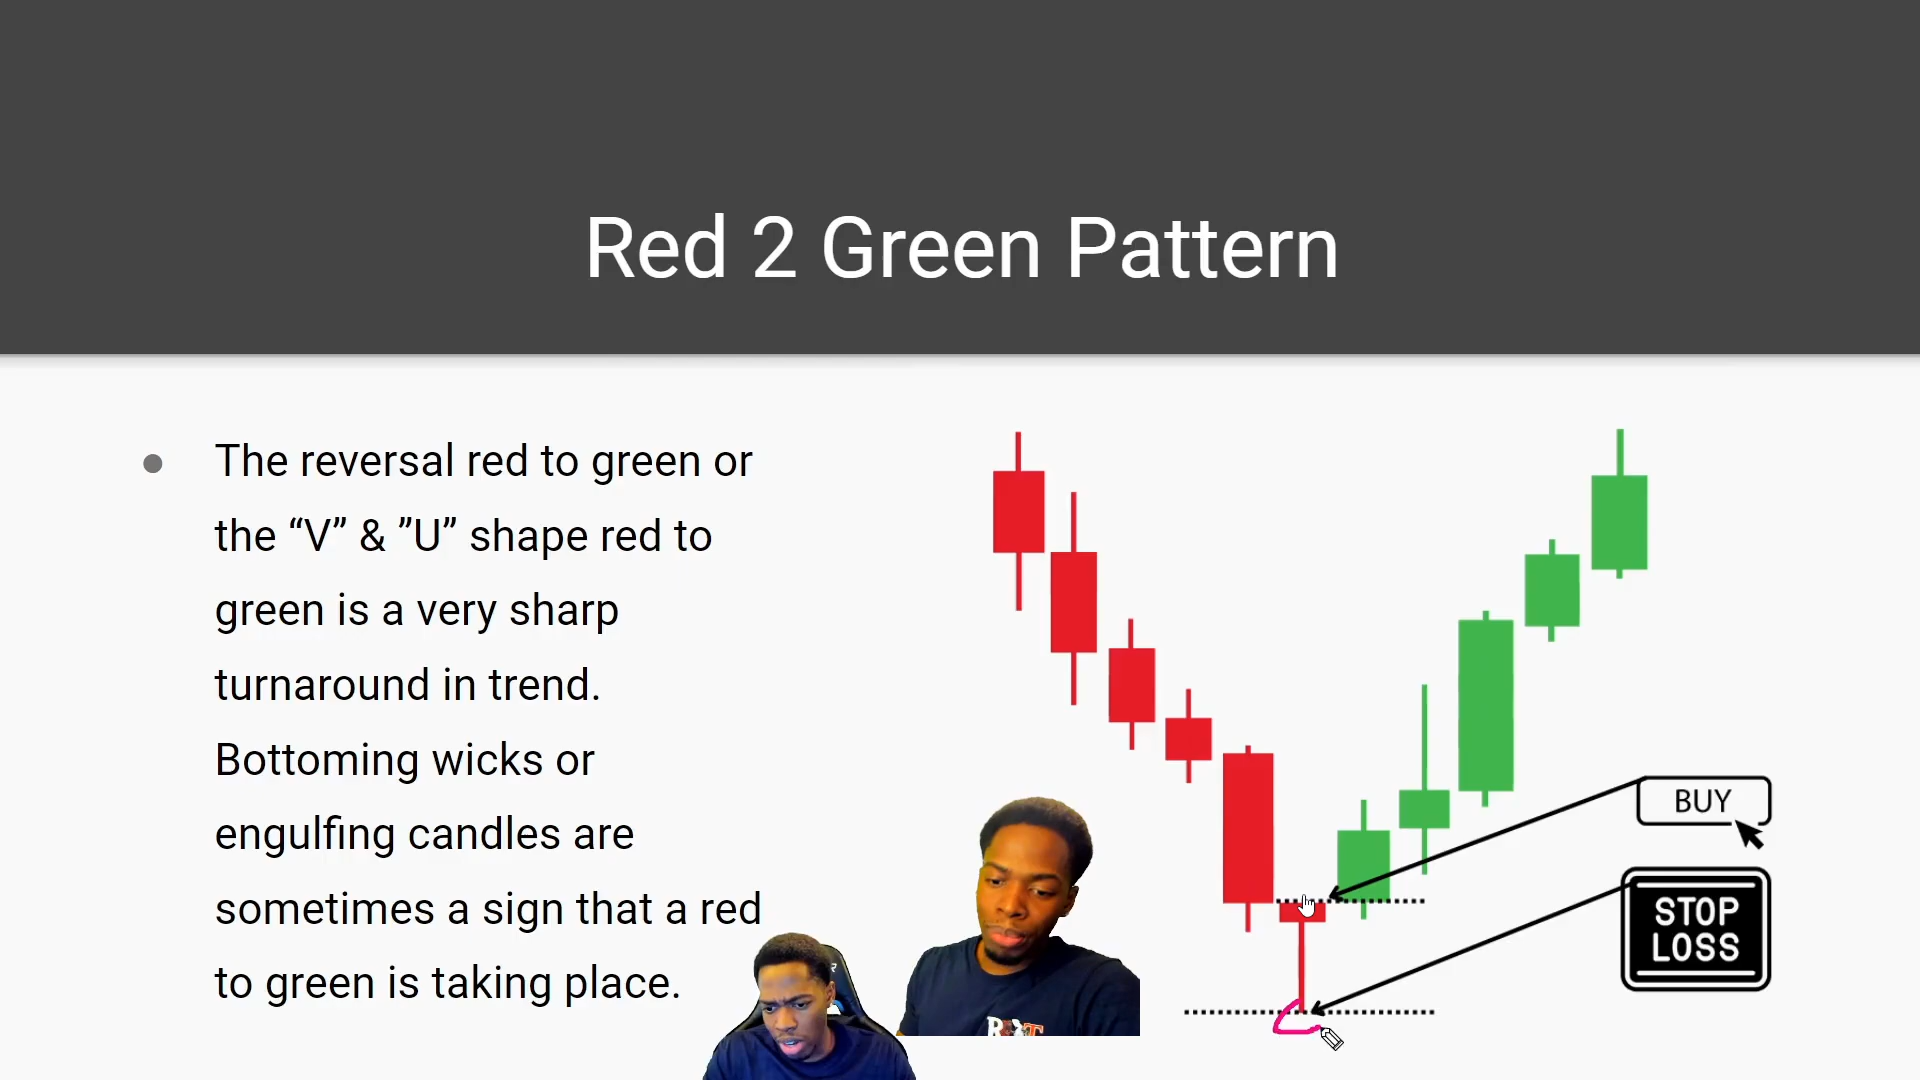 Red 2 Green Pattern
The reversal red to green or
the “V” & ”U” shape red to
green is a very sharp
turnaround in trend.
Bottoming wicks or
engulfing candles are
sometimes a sign that a red
to green is taking place.
BUY
STOP
LOSS